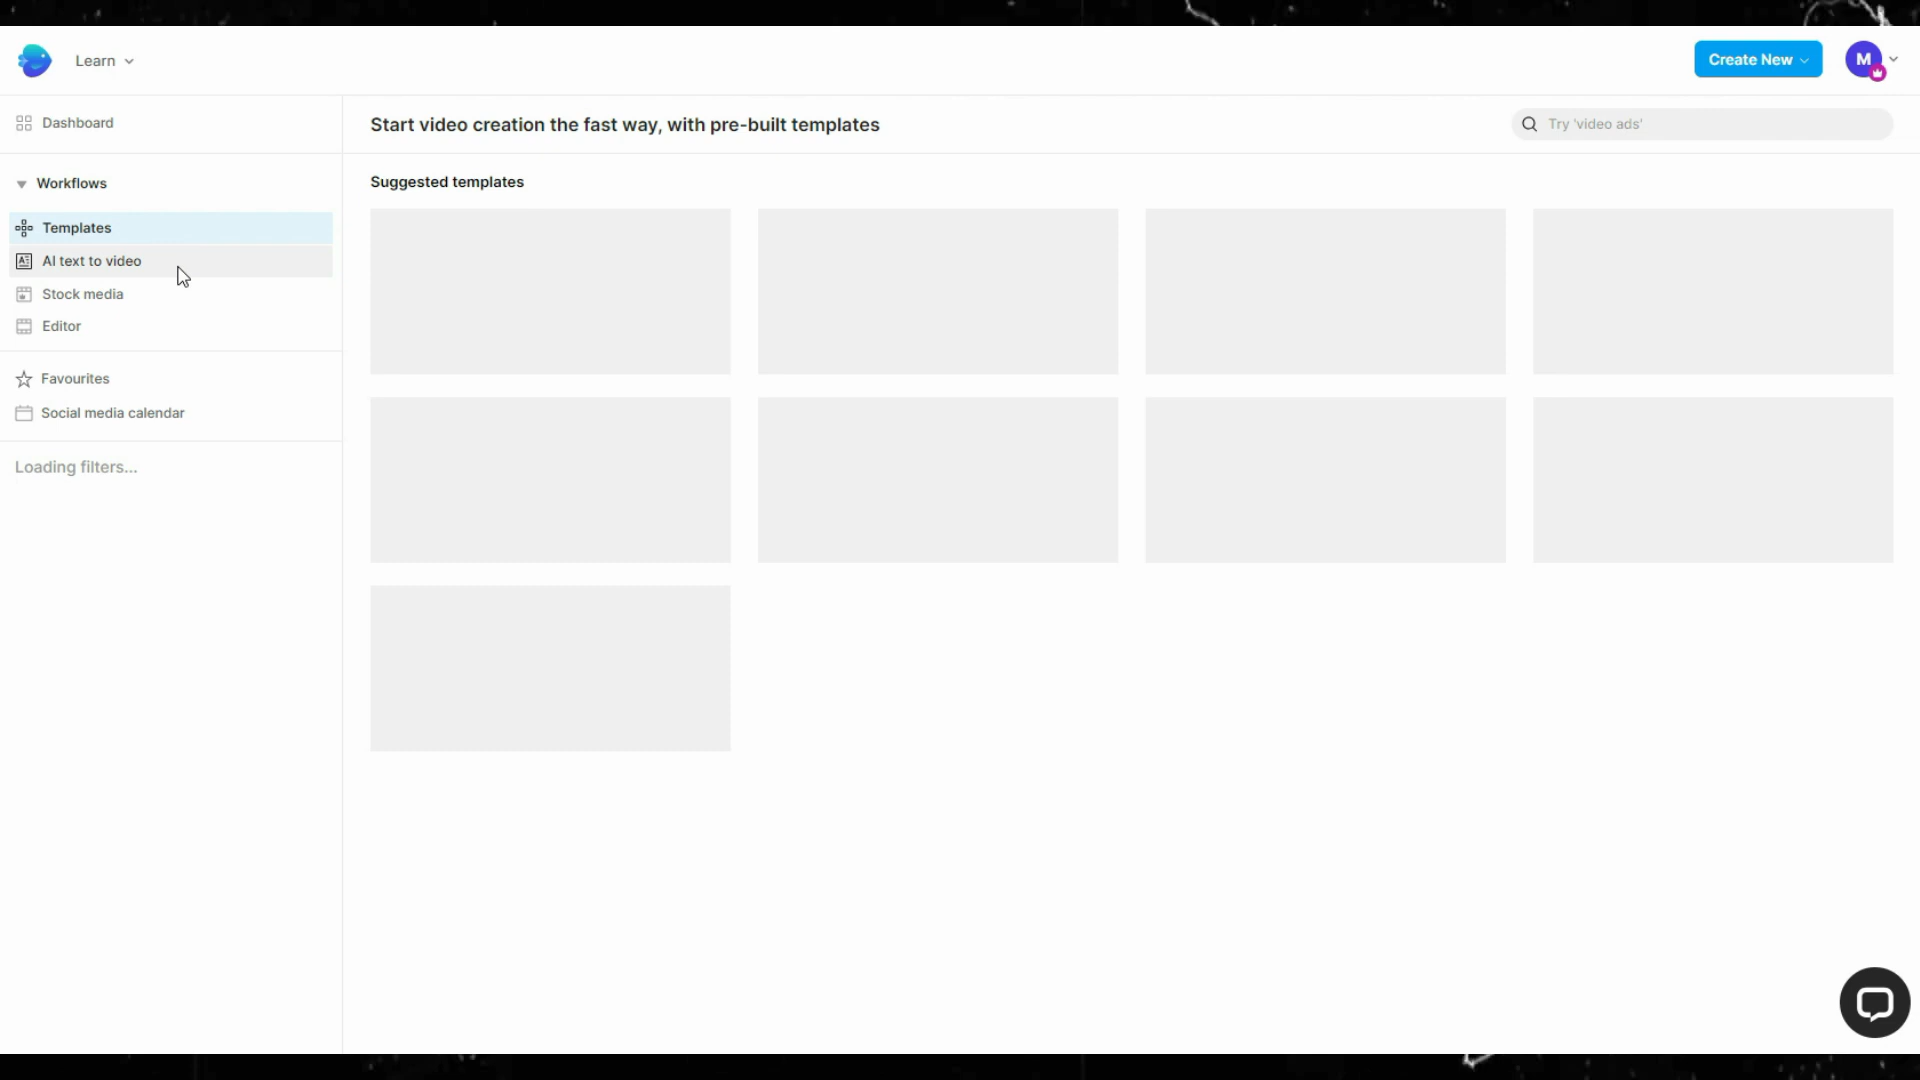 Learn
Create New
M
Dashboard
Start video creation the fast way, with pre-built templates
Try 'video ads'
Workflows
Suggested templates
Templates
AI text to video
Stock media
Editor
Favourites
Social media calendar
Loading filters...